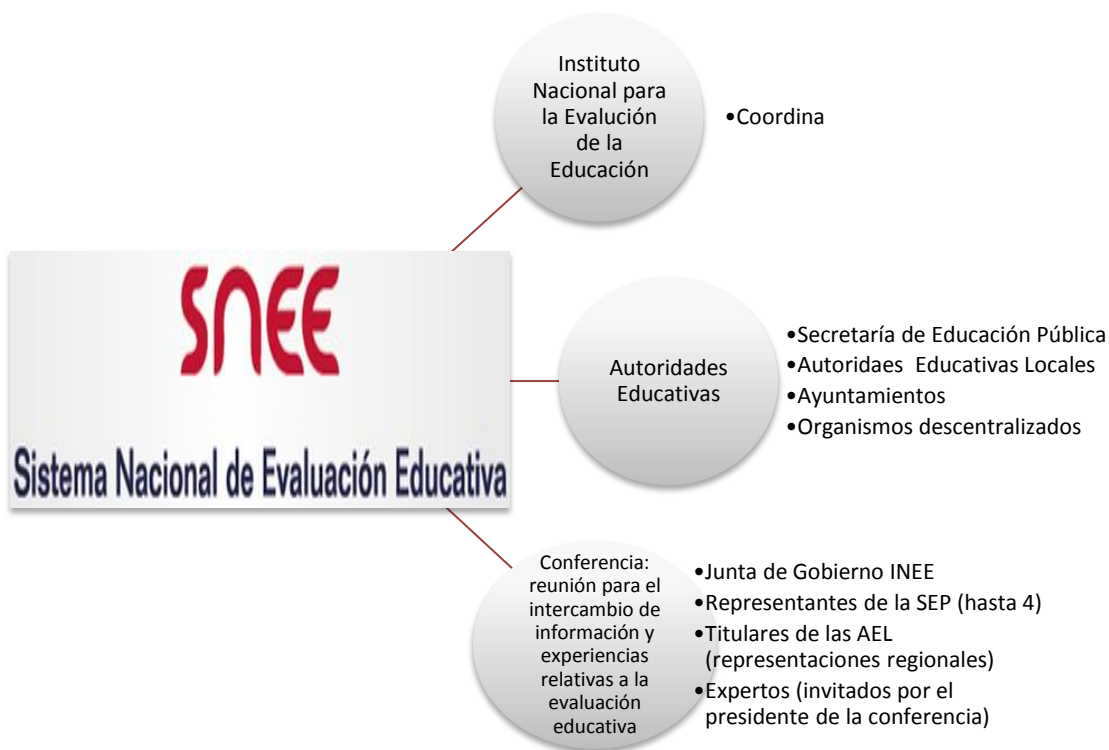 Instituto
Nacional para
la Evalución
de la
Educación
•Coordina
SNEE
Sistema Nacional de Evaluación Educativa
Autoridades
Educativas
•Secretaría de Educación Pública
•Autoridaes Educativas Locales
•Ayuntamientos
•Organismos descentralizados
Conferencia:
reunión para el
intercambio de
información y
experiencias
relativas a la
evaluación
educativa
•Junta de Gobierno INEE
•Representantes de la SEP (hasta 4)
•Titulares de las AEL
(representaciones regionales)
•Expertos (invitados por el
presidente de la conferencia)